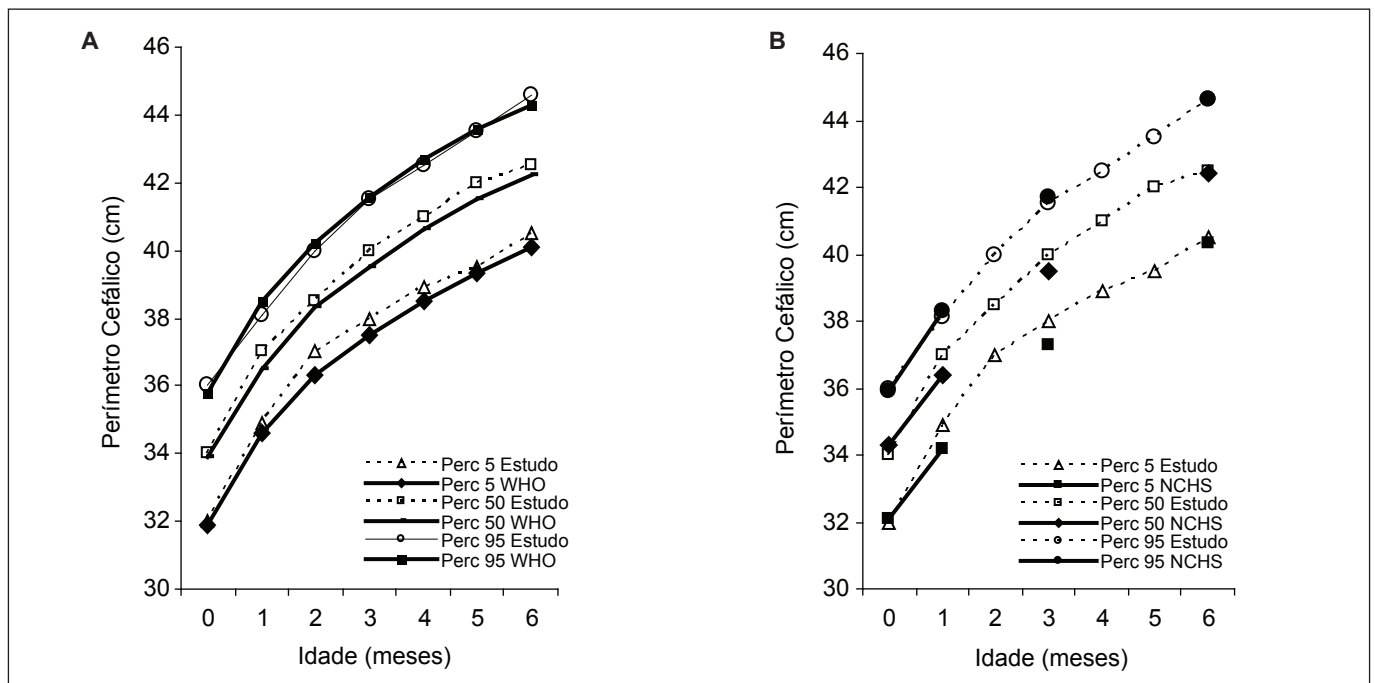 A
Perímetro Cefálico (cm)
46
44
42
40
38
36
34
32
30
Perc 5 Estudo
Perc 5 WHO
Perc 50 Estudo
Perc 50 WHO
Perc 95 Estudo
Perc 95 WHO
0 1 2 3 4 5 6
Idade (meses)
B
Perímetro Cefálico (cm)
46
44
42
40
38
36
34
32
30
Perc 5 Estudo
Perc 5 NCHS
Perc 50 Estudo
Perc 50 NCHS
Perc 95 Estudo
Perc 95 NCHS
0 1 2 3 4 5 6
Idade (meses)